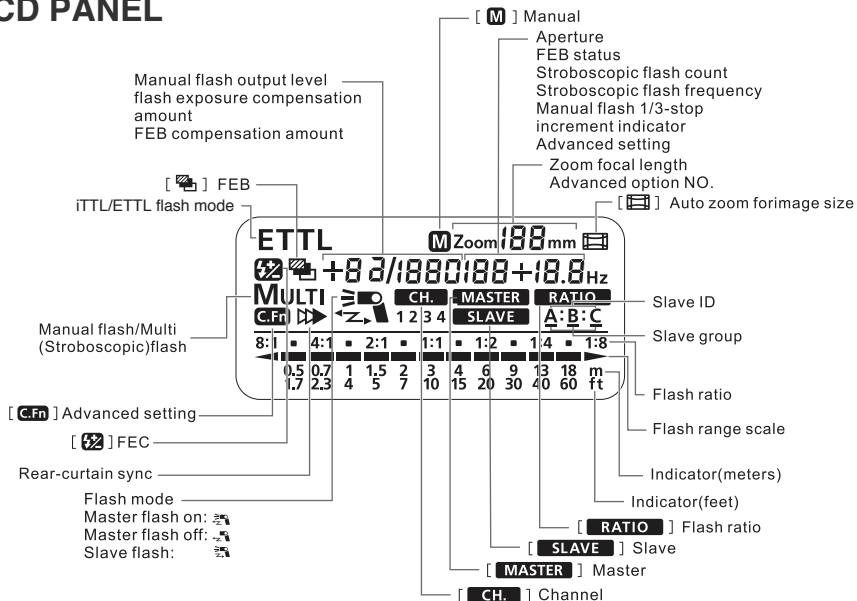 CD PANEL
[ M ] Manual
Aperture
FEB status
Stroboscopic flash count
Stroboscopic flash frequency
Manual flash 1/3-stop
increment indicator
Advanced setting
Zoom focal length
Advanced option NO.
[ ] Auto zoom forimage size
Manual flash output level
flash exposure compensation
amount
FEB compensation amount
[ ] FEB
iTTL/ETTL flash mode
ETTL M Zoom 188 mm
+8 8/1880188+18.8 Hz
MULTI CH. MASTER RATIO
C.Fn Z 1 2 3 4 SLAVE A:B:C
8:1 4:1 2:1 1:1 1:2 1:4 1:8
0.5 0.7 1 1.5 2 3 4 6 9 13 18 m
1.7 2.3 4 5 7 10 15 20 30 40 60 ft
Manual flash/Multi
(Stroboscopic)flash
[ C.Fn ] Advanced setting
[ ] FEC
Rear-curtain sync
Flash mode
Master flash on:
Master flash off:
Slave flash:
Slave ID
Slave group
Flash ratio
Flash range scale
Indicator(meters)
Indicator(feet)
[ RATIO ] Flash ratio
[ SLAVE ] Slave
[ MASTER ] Master
[ CH. ] Channel